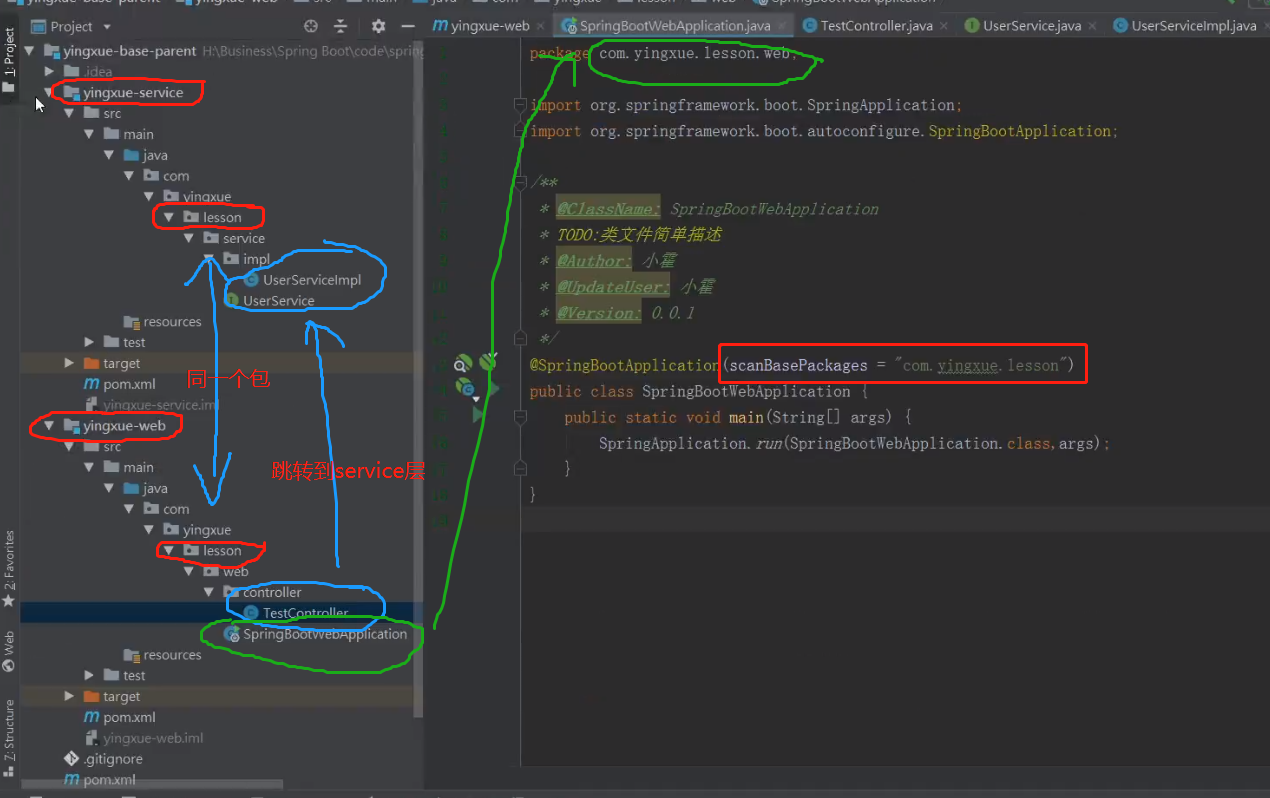 Project
yingxue-base-parent H:\Business\Spring Boot\code\spring
.idea
yingxue-service
src
main
java
com
yingxue
lesson
service
impl
UserServiceImpl
UserService
resources
test
target
pom.xml
yingxue-service.iml
yingxue-web
src
main
java
com
yingxue
lesson
web
controller
TestController
SpringBootWebApplication
resources
test
target
pom.xml
yingxue-web.iml
.gitignore
pom.xml
同一个包
跳转到service层
1: Project
2: Favorites
Web
7: Structure
yingxue-web SpringBootWebApplication.java TestController.java UserService.java UserServiceImpl.java
package com.yingxue.lesson.web;
import org.springframework.boot.SpringApplication;
import org.springframework.boot.autoconfigure.SpringBootApplication;
/**
* @ClassName: SpringBootWebApplication
* TODO:类文件简单描述
* @Author: 小霍
* @UpdateUser: 小霍
* @Version: 0.0.1
*/
@SpringBootApplication(scanBasePackages = "com.yingxue.lesson")
public class SpringBootWebApplication {
public static void main(String[] args) {
SpringApplication.run(SpringBootWebApplication.class,args);
}
}